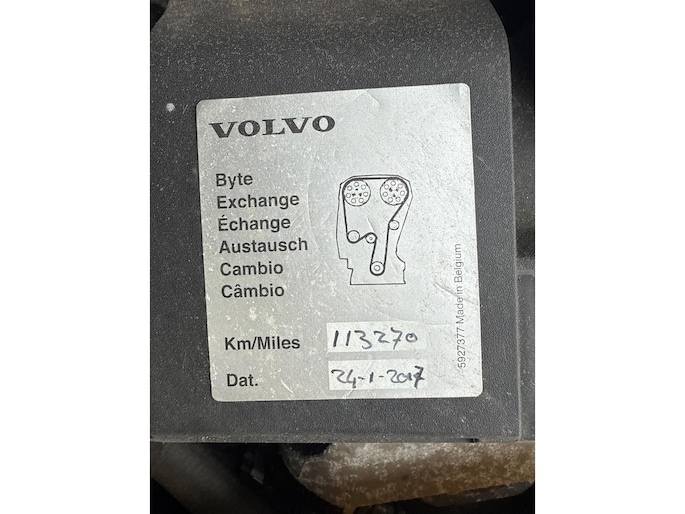 VOLVO
Byte
Exchange
Échange
Austausch
Cambio
Câmbio
Km/Miles 113270
Dat. 24-1-2017
5927377 Made in Belgium